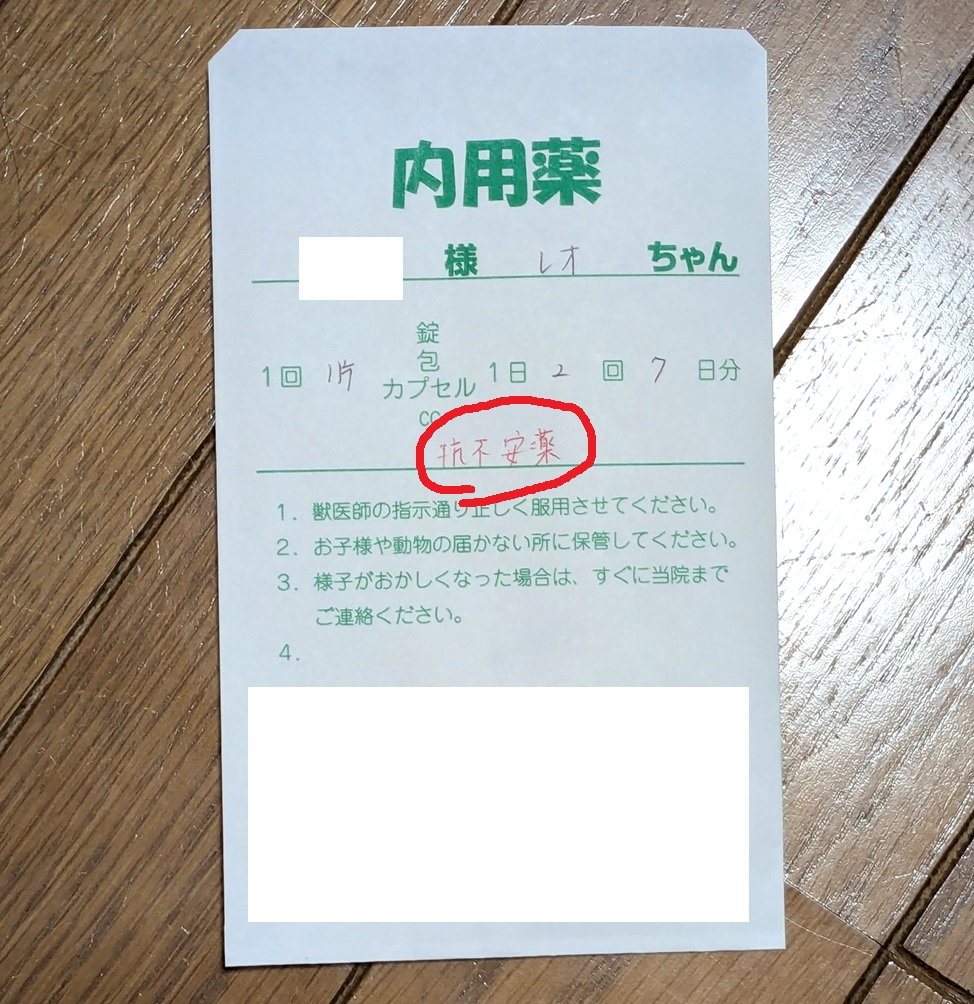 内用薬
様 レオ ちゃん
錠
包
1回 1片 カプセル 1日 2 回 7 日分
cc
抗不安薬
1. 獣医師の指示通り正しく服用させてください。
2. お子様や動物の届かない所に保管してください。
3. 様子がおかしくなった場合は、すぐに当院まで
ご連絡ください。
4.